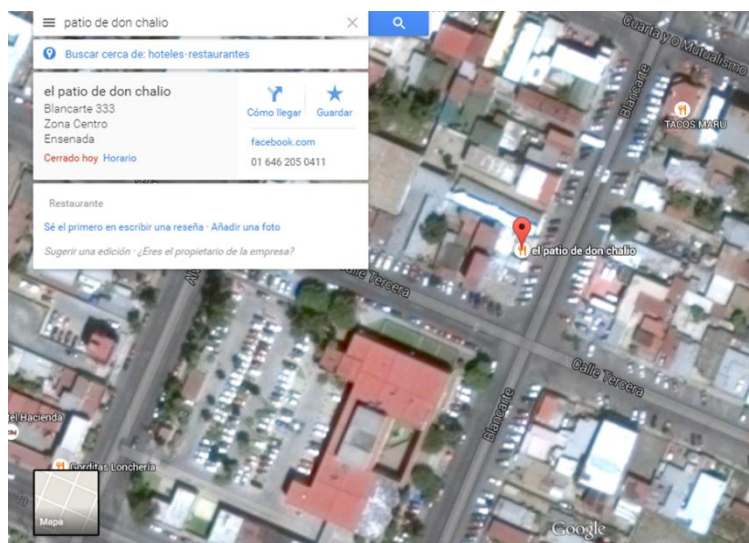 patio de don chalio
Buscar cerca de: hoteles·restaurantes
el patio de don chalio
Blancarte 333
Zona Centro
Ensenada
Cerrado hoy Horario
Cómo llegar
Guardar
facebook.com
01 646 205 0411
Restaurante
Sé el primero en escribir una reseña · Añadir una foto
Sugerir una edición · ¿Eres el propietario de la empresa?
Cuarta y o Mutualismo
Blancarte
TACOS MARU
el patio de don chalio
Calle Tercera
Calle Tercera
Blancarte
Hacienda
Gorditas Loncheria
Mapa
Google